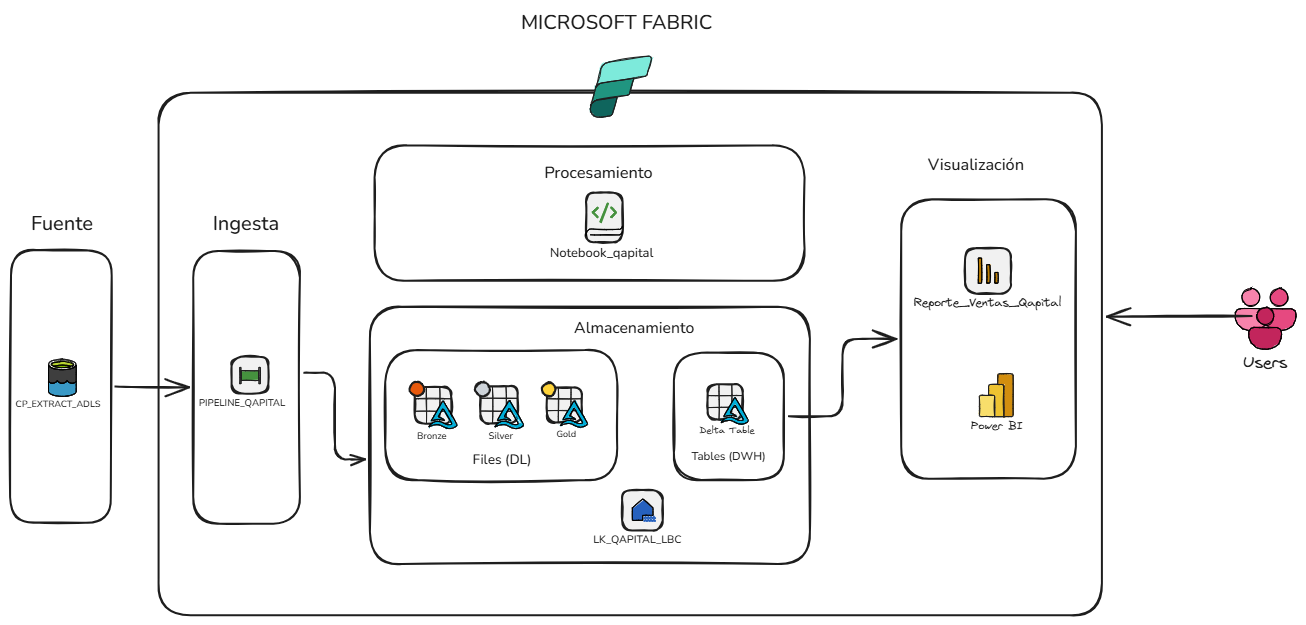 MICROSOFT FABRIC
Fuente
CP_EXTRACT_ADLS
Ingesta
PIPELINE_QAPITAL
Procesamiento
</>
Notebook_qapital
Almacenamiento
Bronze
Silver
Gold
Files (DL)
Delta Table
Tables (DWH)
LK_QAPITAL_LBC
Visualización
Reporte_Ventas_Qapital
Power BI
Users